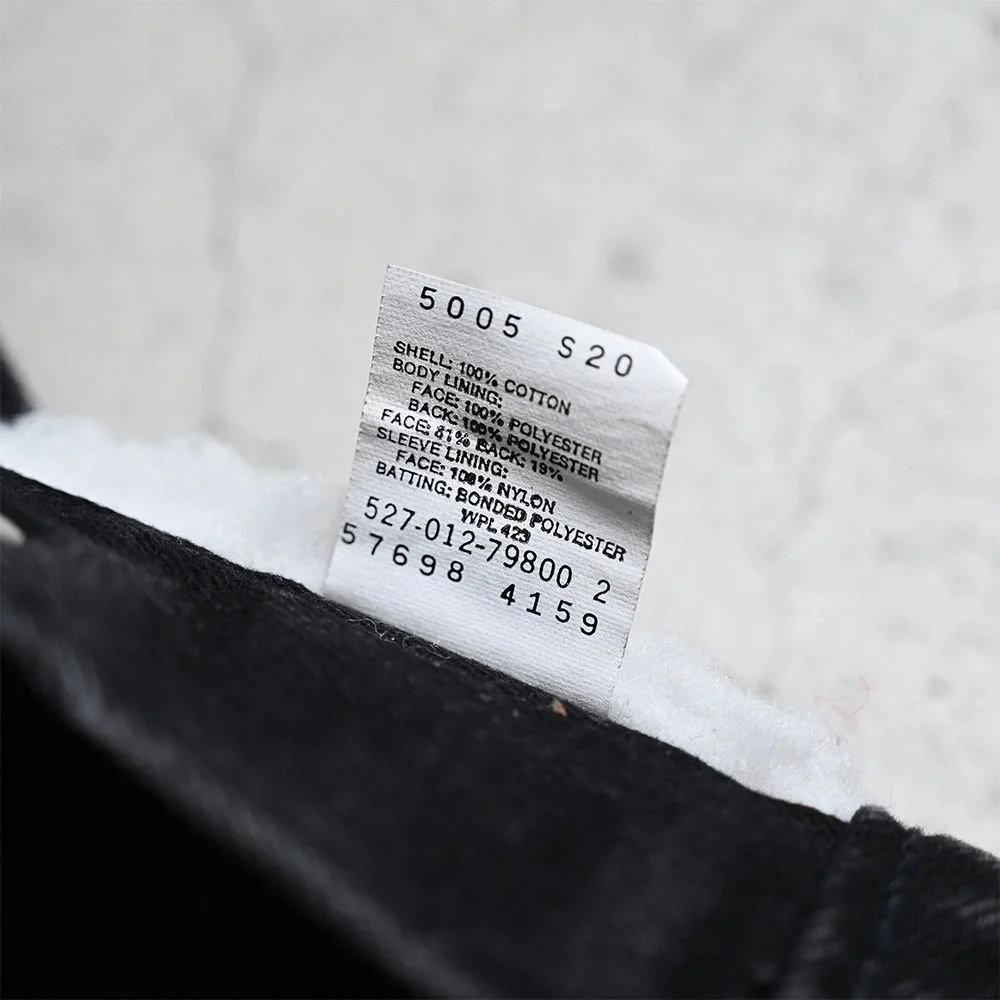 5005 S20
SHELL: 100% COTTON
BODY LINING:
FACE: 100% POLYESTER
BACK: 100% POLYESTER
FACE: 81% BACK: 19%
SLEEVE LINING:
FACE: 100% NYLON
BATTING: BONDED POLYESTER
WPL 423
527-012-79800 2
57698 4159